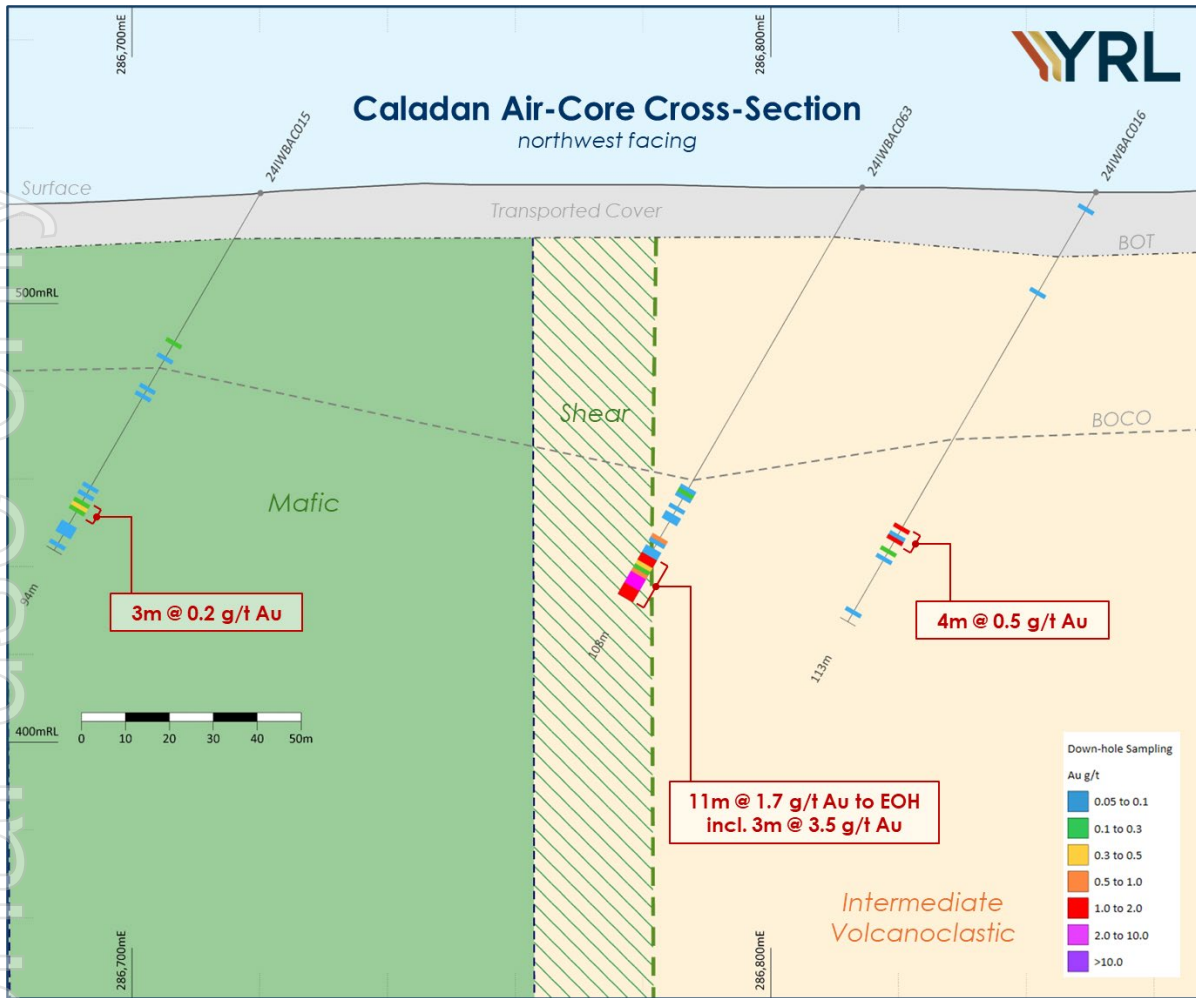 286,700mE
286,800mE
YRL
Caladan Air-Core Cross-Section
northwest facing
24IWBAC015
24IWBAC063
24IWBAC016
Surface
Transported Cover
BOT
500mRL
BOCO
Shear
Mafic
94m
108m
113m
3m @ 0.2 g/t Au
4m @ 0.5 g/t Au
400mRL
0 10 20 30 40 50m
11m @ 1.7 g/t Au to EOH
incl. 3m @ 3.5 g/t Au
Intermediate
Volcanoclastic
286,700mE
286,800mE
Down-hole Sampling
Au g/t
0.05 to 0.1
0.1 to 0.3
0.3 to 0.5
0.5 to 1.0
1.0 to 2.0
2.0 to 10.0
>10.0